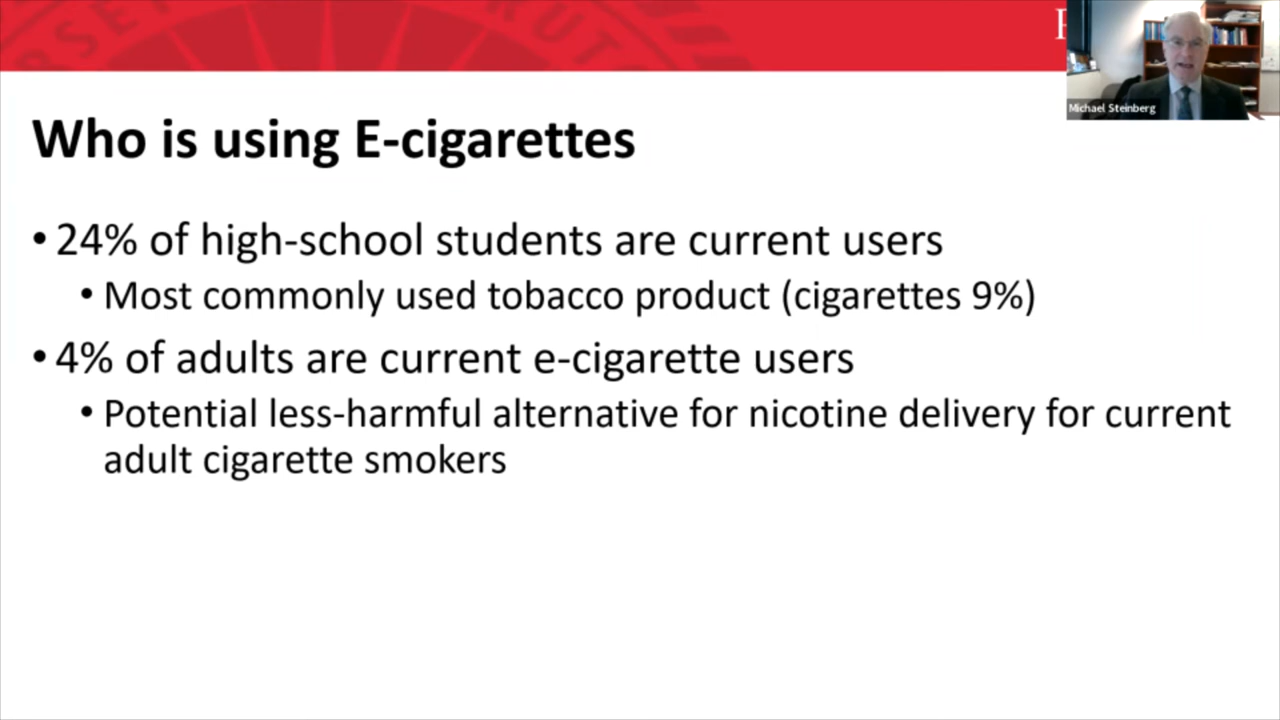 Michael Steinberg
Who is using E-cigarettes
• 24% of high-school students are current users
• Most commonly used tobacco product (cigarettes 9%)
• 4% of adults are current e-cigarette users
• Potential less-harmful alternative for nicotine delivery for current
adult cigarette smokers